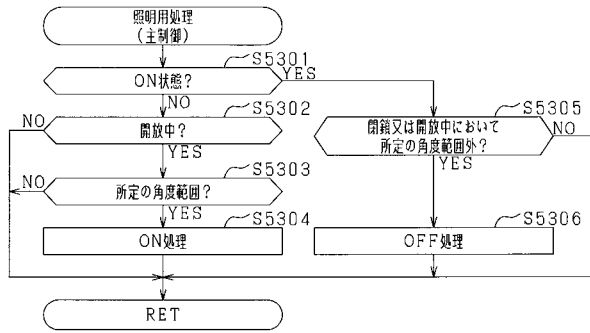 照明用処理
(主制御)
S5301
ON状態?
YES
NO
S5302
NO
開放中?
YES
S5303
NO
所定の角度範囲?
YES
S5304
ON処理
S5305
閉鎖又は開放中において
所定の角度範囲外?
NO
YES
S5306
OFF処理
RET